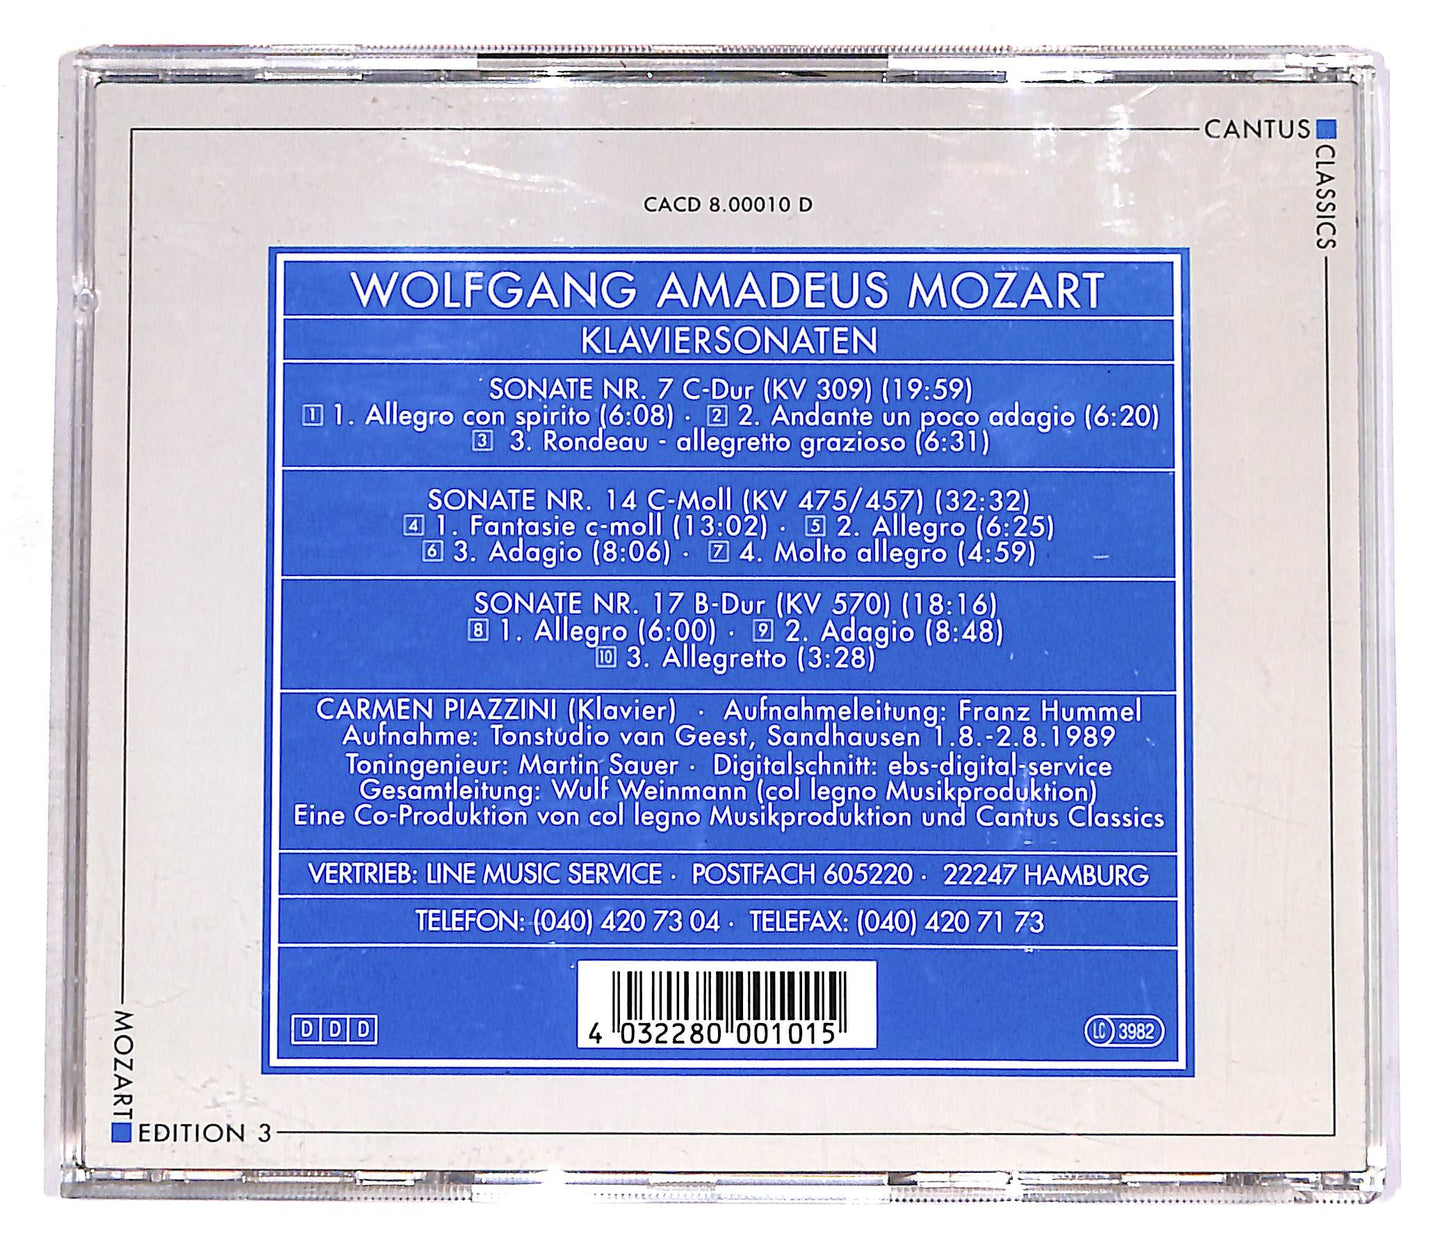 CANTUS
CLASSICS
CACD 8.00010 D
WOLFGANG AMADEUS MOZART
KLAVIERSONATEN
SONATE NR. 7 C-Dur (KV 309) (19:59)
1 1. Allegro con spirito (6:08) · 2 2. Andante un poco adagio (6:20)
3 3. Rondeau - allegretto grazioso (6:31)
SONATE NR. 14 C-Moll (KV 475/457) (32:32)
4 1. Fantasie c-moll (13:02) · 5 2. Allegro (6:25)
6 3. Adagio (8:06) · 7 4. Molto allegro (4:59)
SONATE NR. 17 B-Dur (KV 570) (18:16)
8 1. Allegro (6:00) · 9 2. Adagio (8:48)
10 3. Allegretto (3:28)
CARMEN PIAZZINI (Klavier) · Aufnahmeleitung: Franz Hummel
Aufnahme: Tonstudio van Geest, Sandhausen 1.8.-2.8.1989
Toningenieur: Martin Sauer · Digitalschnitt: ebs-digital-service
Gesamtleitung: Wulf Weinmann (col legno Musikproduktion)
Eine Co-Produktion von col legno Musikproduktion und Cantus Classics
VERTRIEB: LINE MUSIC SERVICE · POSTFACH 605220 · 22247 HAMBURG
TELEFON: (040) 420 73 04 · TELEFAX: (040) 420 71 73
DDD
4 032280 001015
LC 3982
MOZART
EDITION 3